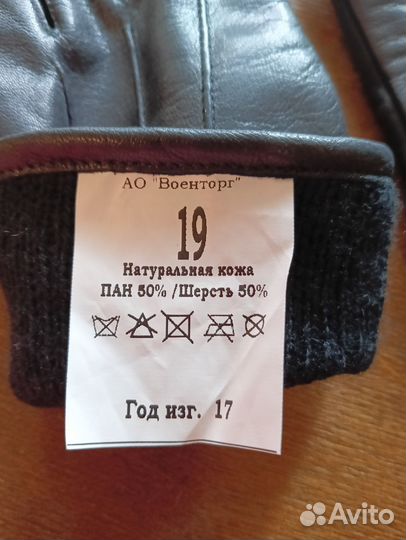 АО "Военторг"
19
Натуральная кожа
ПАН 50% /Шерсть 50%
Год изг. 17
Avito